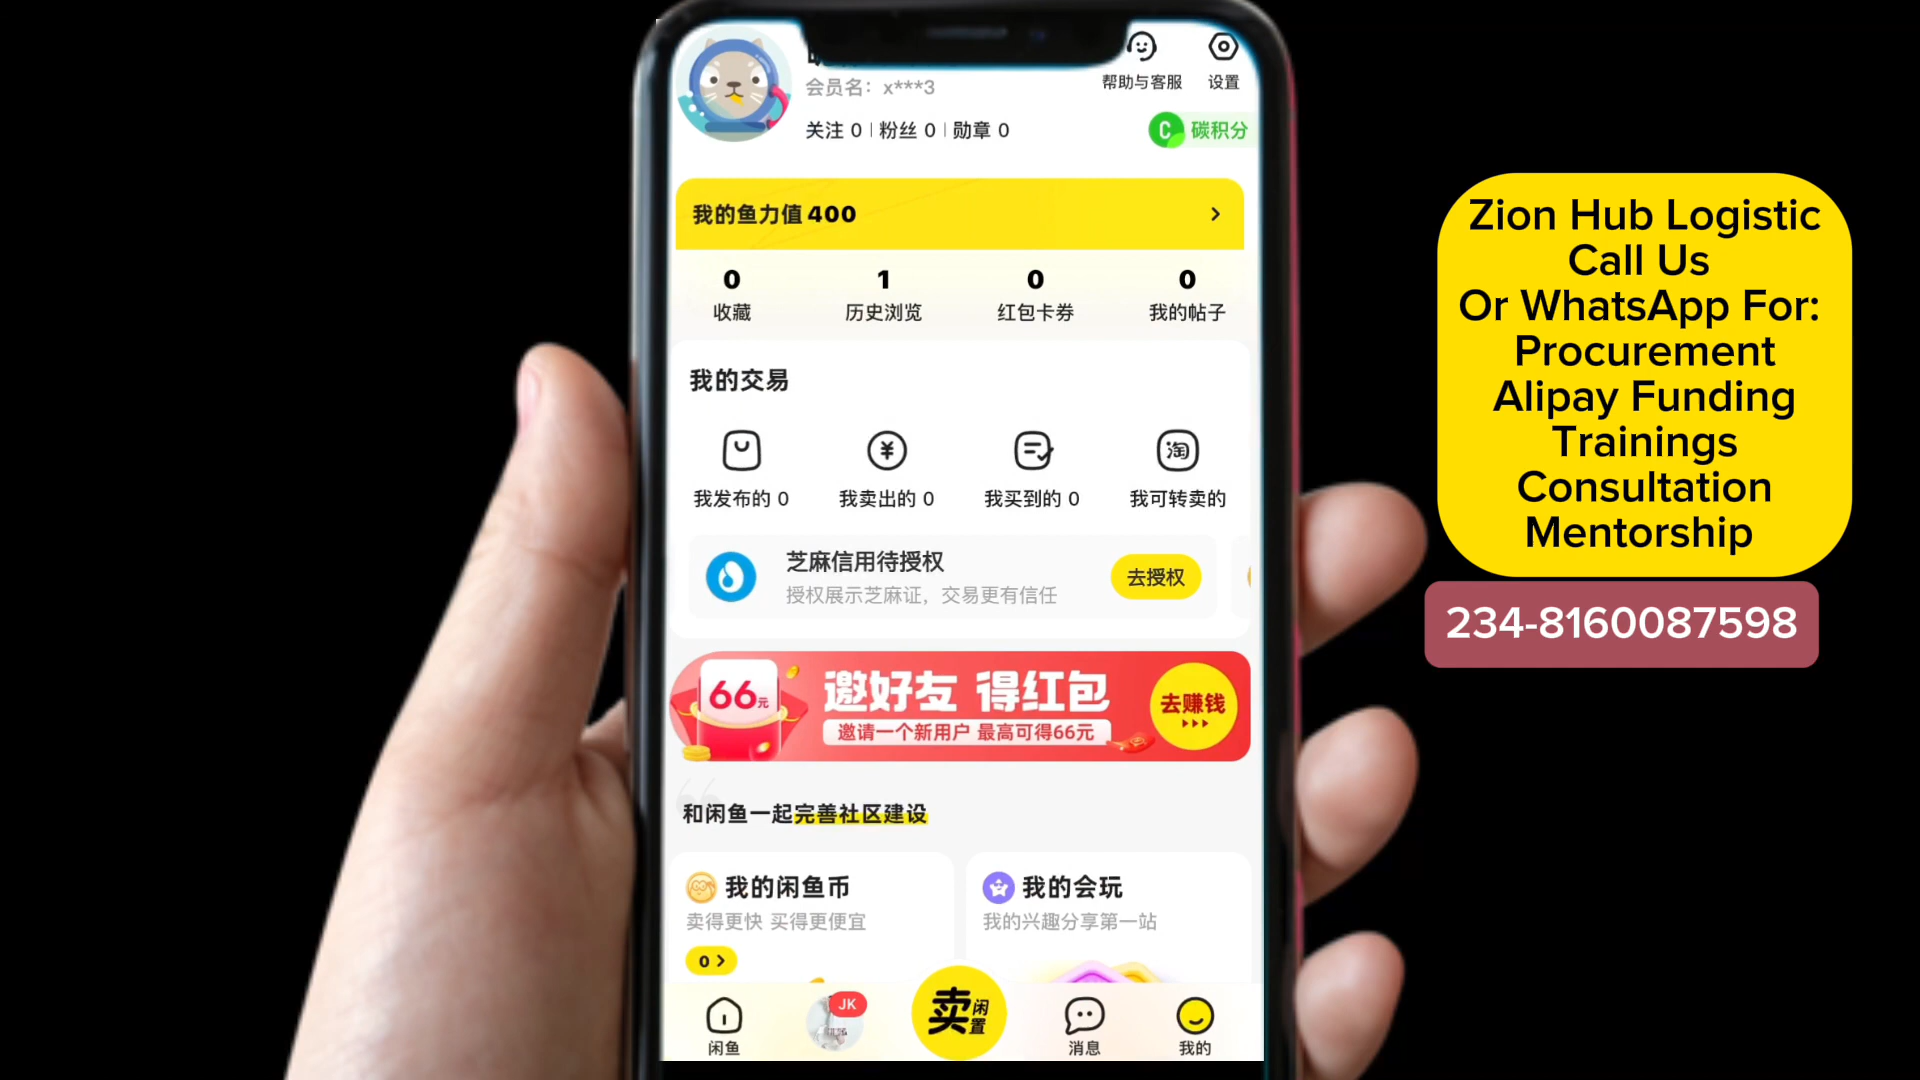 会员名：x***3
帮助与客服
设置
关注 0 | 粉丝 0 | 勋章 0
C 碳积分
我的鱼力值 400
0
收藏
1
历史浏览
0
红包卡券
0
我的帖子
我的交易
¥
淘
我发布的 0
我卖出的 0
我买到的 0
我可转卖的
芝麻信用待授权
授权展示芝麻证，交易更有信任
去授权
66元
邀好友 得红包
邀请一个新用户 最高可得66元
去赚钱
和闲鱼一起完善社区建设
我的闲鱼币
卖得更快 买得更便宜
0
我的会玩
我的兴趣分享第一站
闲鱼
JK
卖闲置
消息
我的
Zion Hub Logistic
Call Us
Or WhatsApp For:
Procurement
Alipay Funding
Trainings
Consultation
Mentorship
234-8160087598